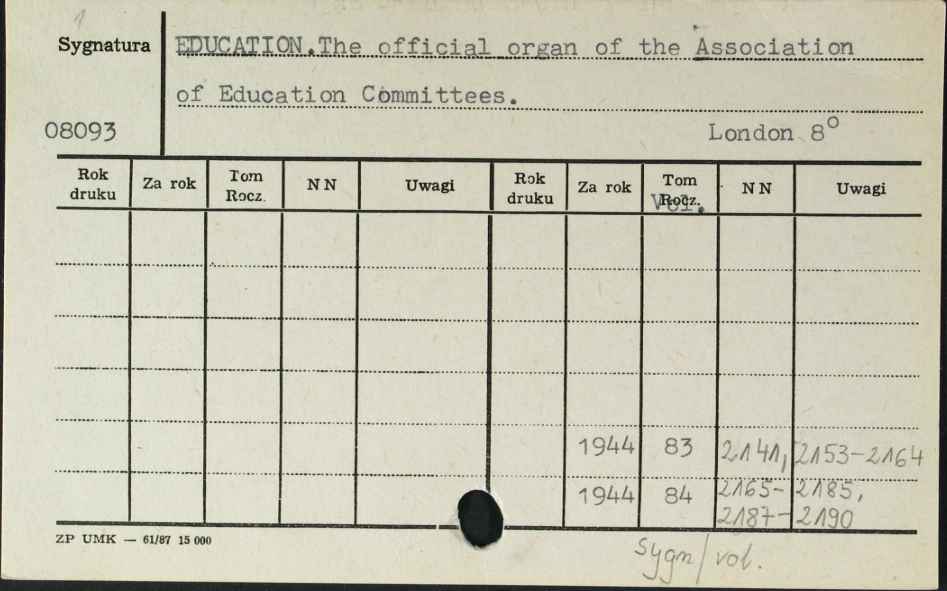 1
Sygnatura
EDUCATION.The official organ of the Association
of Education Committees.
08093
London 8°
Rok druku Za rok Tom Rocz. NN Uwagi Rok druku Za rok Tom Rocz. Vol. NN Uwagi
1944 83 2141, 2153-2164
1944 84 2165-2185,
2187-2190
ZP UMK — 61/87 15 000
Sygn/vol.